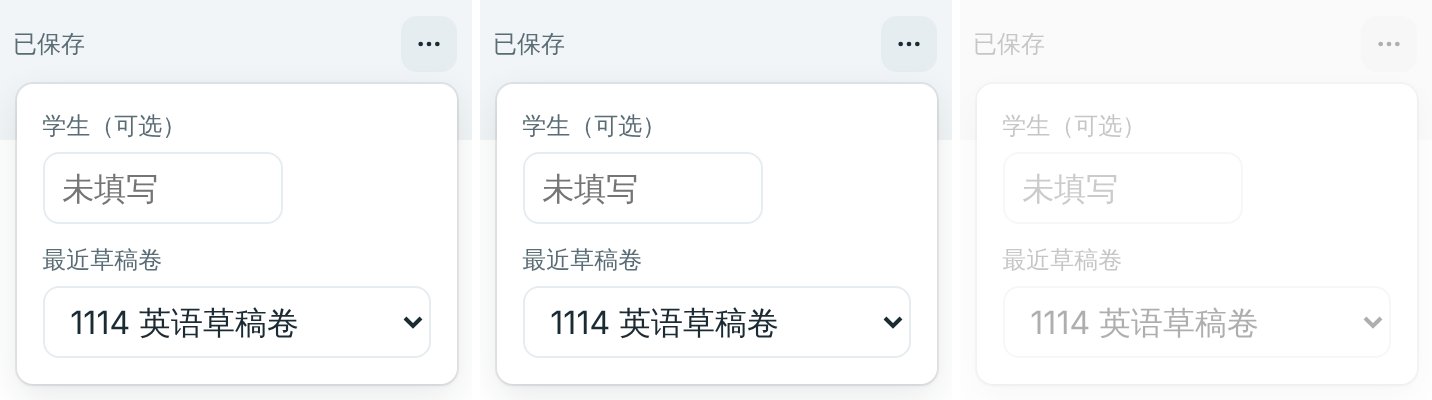 已保存
学生（可选）
未填写
最近草稿卷
1114 英语草稿卷
已保存
学生（可选）
未填写
最近草稿卷
1114 英语草稿卷
已保存
学生（可选）
未填写
最近草稿卷
1114 英语草稿卷